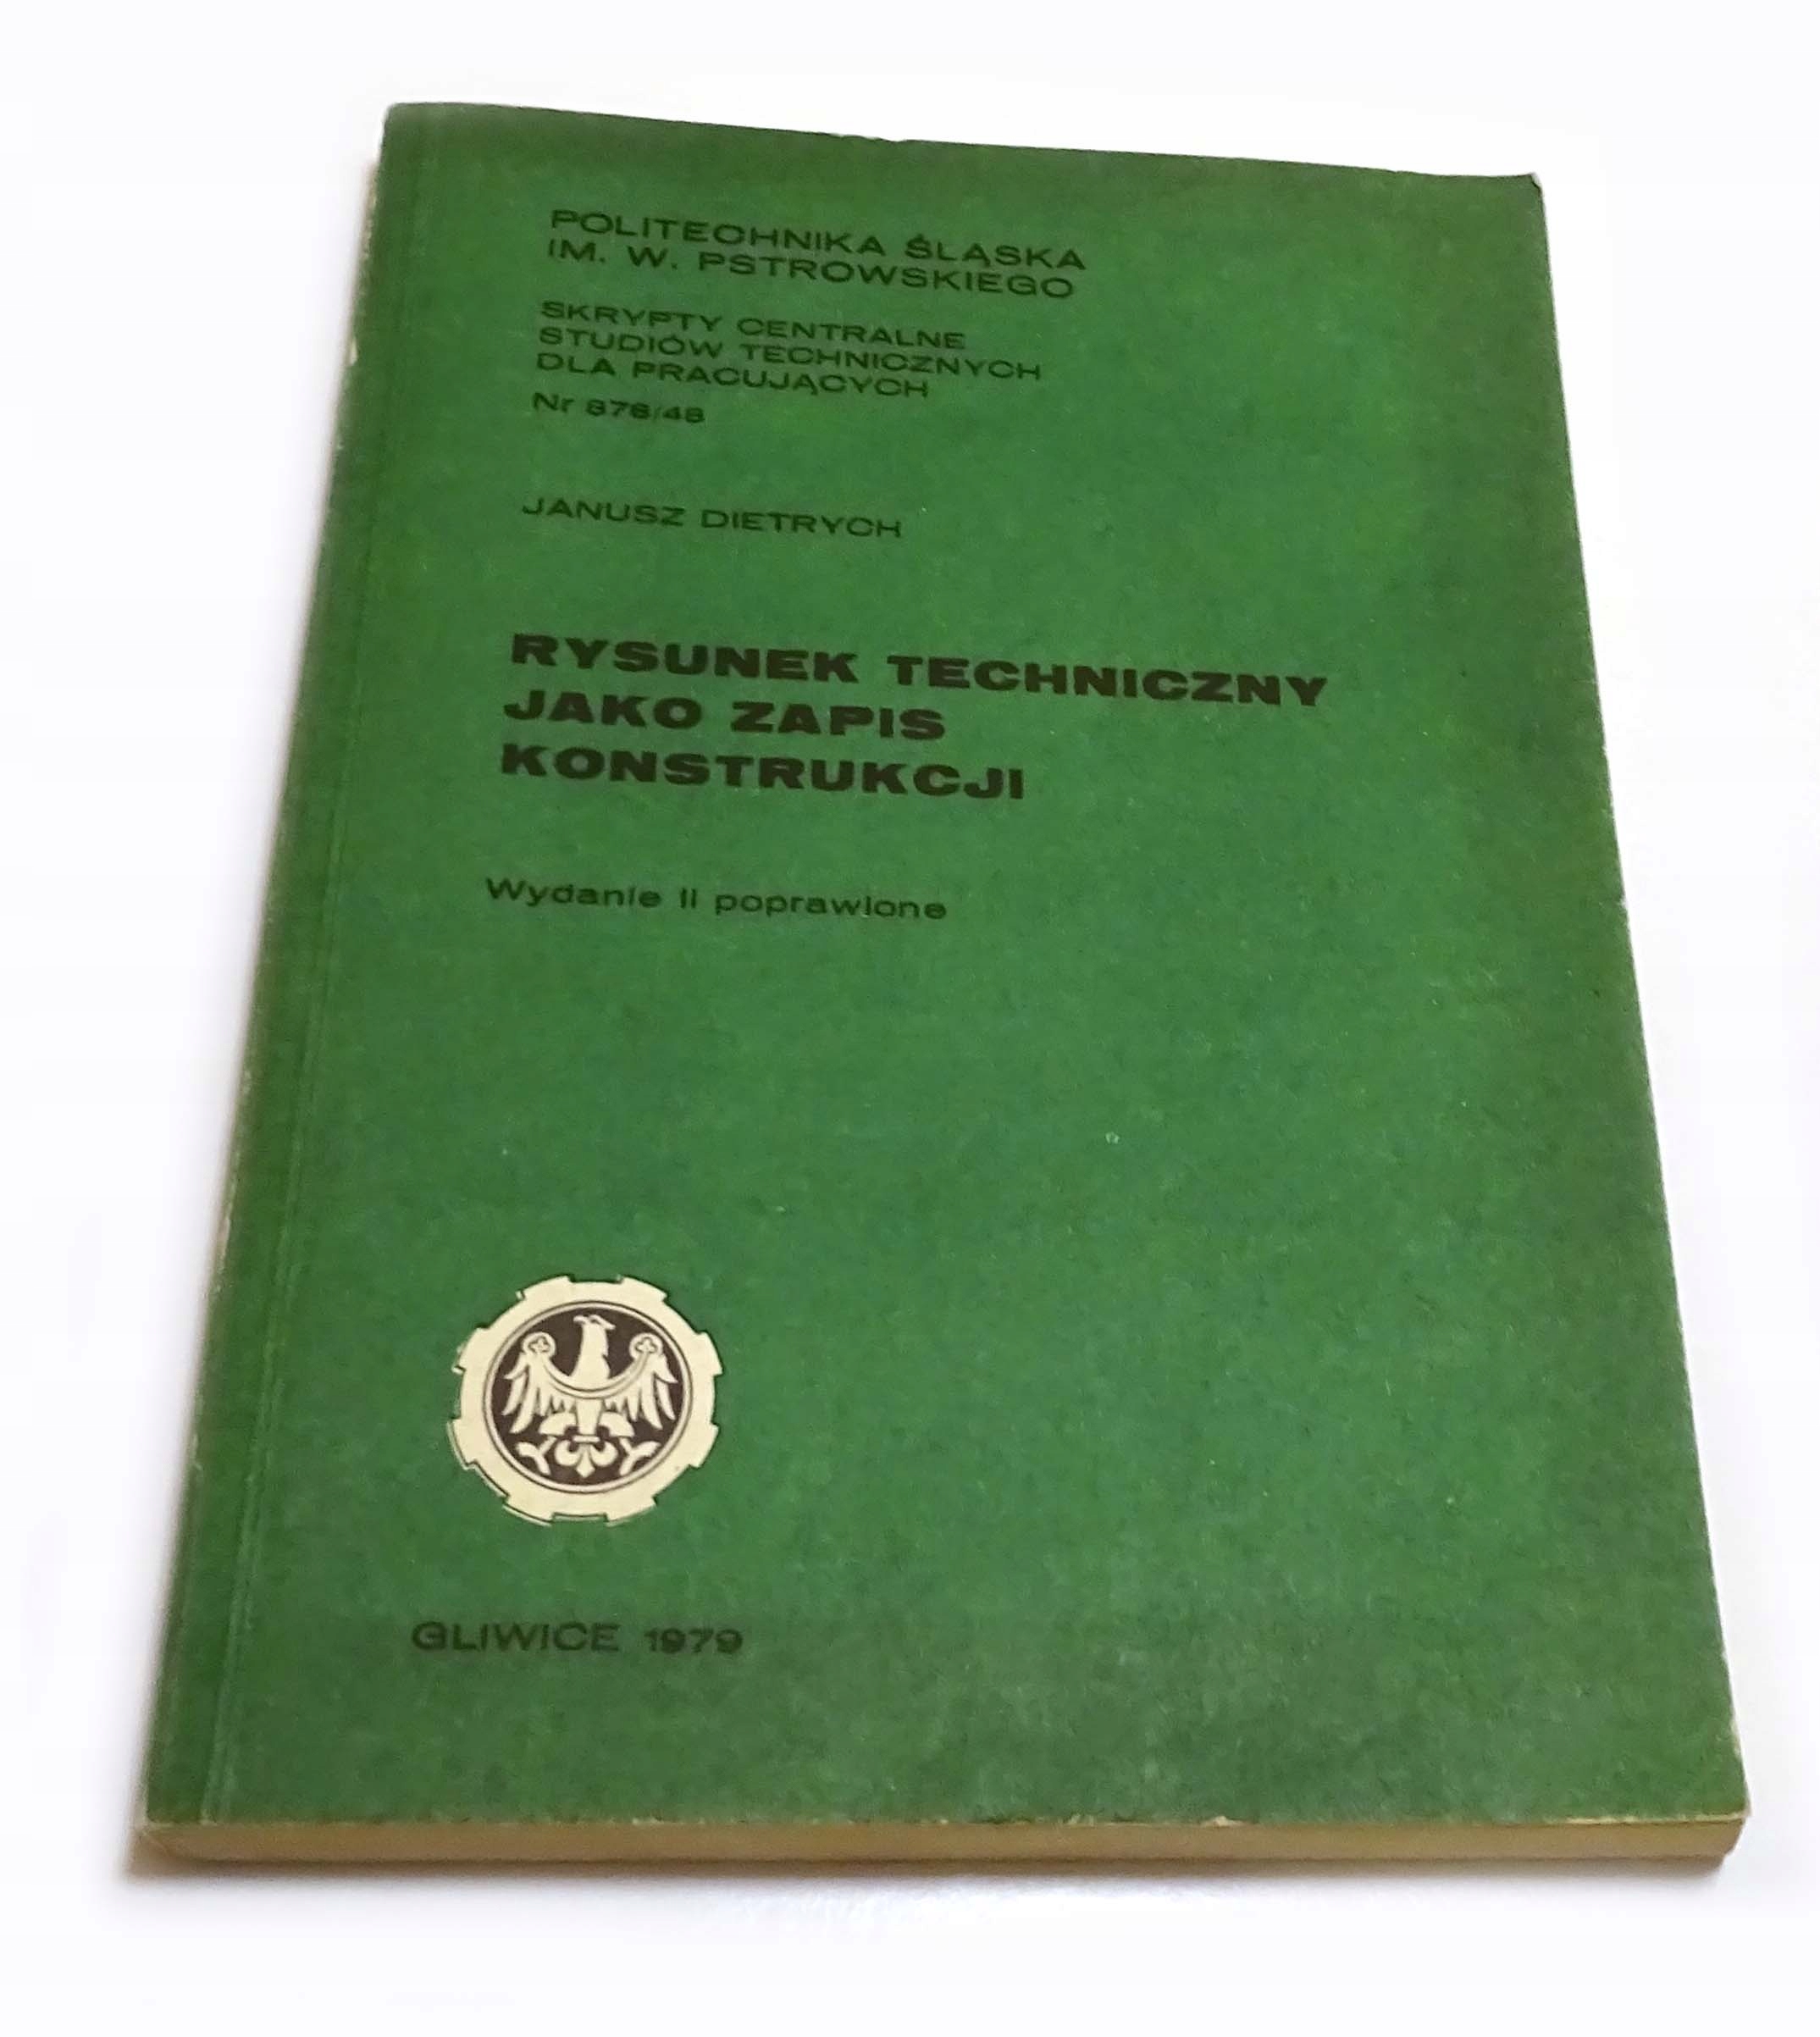 POLITECHNIKA ŚLĄSKA
IM. W. PSTROWSKIEGO
SKRYPTY CENTRALNE
STUDIÓW TECHNICZNYCH
DLA PRACUJĄCYCH
Nr 876/48
JANUSZ DIETRYCH
RYSUNEK TECHNICZNY
JAKO ZAPIS
KONSTRUKCJI
Wydanie II poprawione
GLIWICE 1979